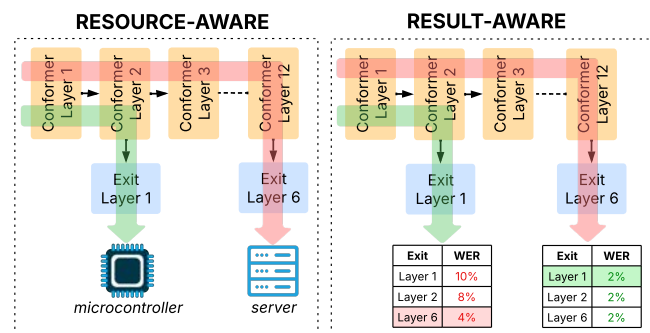 RESOURCE-AWARE
Conformer
Layer 1
Conformer
Layer 2
Conformer
Layer 3
Conformer
Layer 12
Exit
Layer 1
Exit
Layer 6
microcontroller
server
RESULT-AWARE
Conformer
Layer 1
Conformer
Layer 2
Conformer
Layer 3
Conformer
Layer 12
Exit
Layer 1
Exit
Layer 6
Exit WER
Layer 1 10%
Layer 2 8%
Layer 6 4%
Exit WER
Layer 1 2%
Layer 2 2%
Layer 6 2%